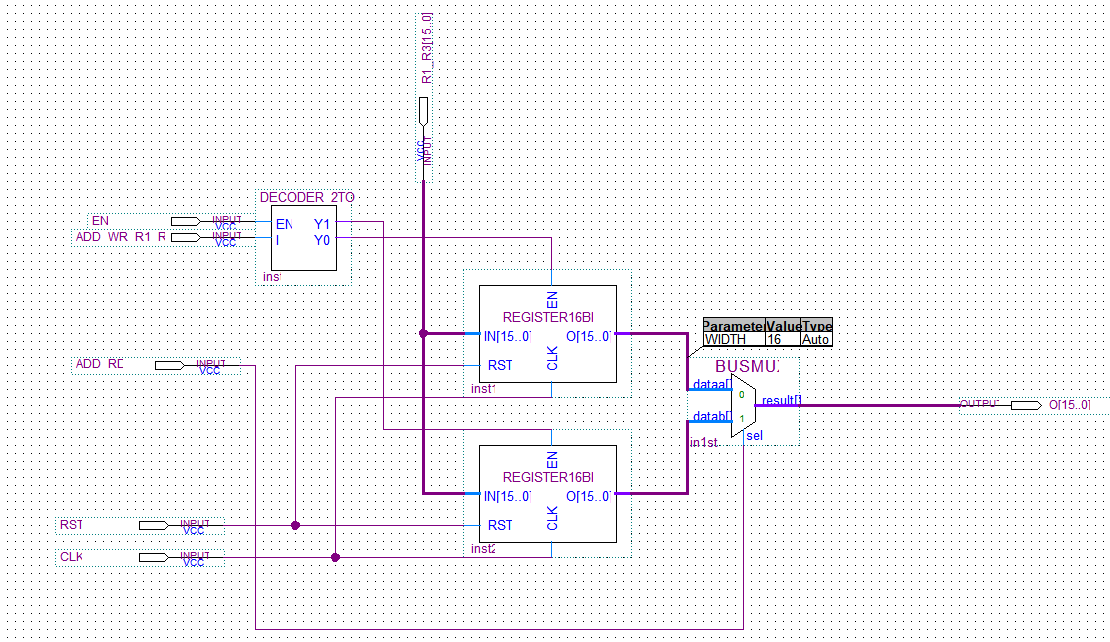 R1_R3[15..0]
VCC
INPUT
DECODER_2TO
EN
INPUT
VCC
EN
Y1
ADD_WR_R1_R
INPUT
VCC
I
Y0
inst
EN
REGISTER16BI
IN[15..0]
O[15..0]
RST
CLK
inst1
Parameter
Value
Type
WIDTH
16
Auto
ADD_RD
INPUT
VCC
BUSMUX
dataa[]
0
result[]
datab[]
1
in1st
sel
OUTPUT
O[15..0]
EN
REGISTER16BI
IN[15..0]
O[15..0]
RST
CLK
inst2
RST
INPUT
VCC
CLK
INPUT
VCC